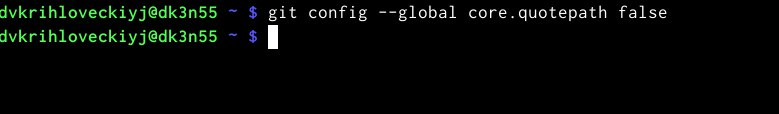 dvkrihloveckiyj@dk3n55 ~ $ git config --global core.quotepath false
dvkrihloveckiyj@dk3n55 ~ $